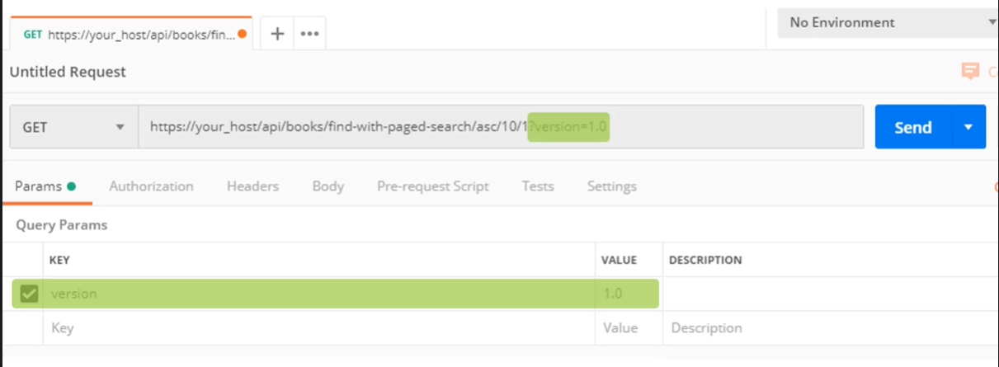 GET https://your_host/api/books/fin... + ...
No Environment
Untitled Request
GET https://your_host/api/books/find-with-paged-search/asc/10/1?version=1.0 Send
Params Authorization Headers Body Pre-request Script Tests Settings
Query Params
KEY VALUE DESCRIPTION
version 1.0
Key Value Description